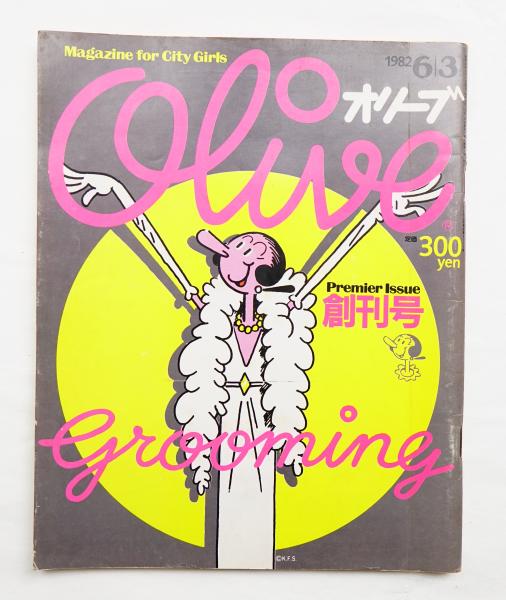 Magazine for City Girls
1982 6|3
Olive
オリーブ
®
定価 300
yen
Premier Issue
創刊号
Grooming
©K.F.S.